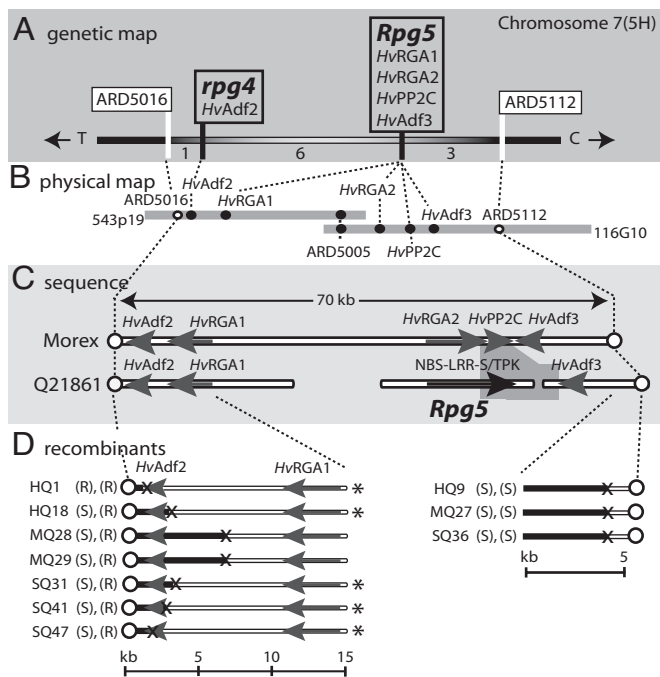 A genetic map
Chromosome 7(5H)
Rpg5
HvRGA1
HvRGA2
HvPP2C
HvAdf3
rpg4
HvAdf2
ARD5016
ARD5112
T
C
1 6 3
B physical map
ARD5016 HvAdf2 HvRGA1 HvRGA2 HvAdf3 ARD5112
543p19
ARD5005 HvPP2C 116G10
C sequence
70 kb
HvAdf2 HvRGA1 HvRGA2 HvPP2C HvAdf3
Morex
HvAdf2 HvRGA1 NBS-LRR-S/TPK HvAdf3
Q21861
Rpg5
D recombinants
HvAdf2 HvRGA1
HQ1 (R), (R) X *
HQ18 (S), (R) X *
MQ28 (S), (R) X
MQ29 (S), (R) X
SQ31 (S), (R) X *
SQ41 (S), (R) X *
SQ47 (S), (R) X *
kb 5 10 15
HQ9 (S), (S) X
MQ27 (S), (S) X
SQ36 (S), (S) X
kb 5